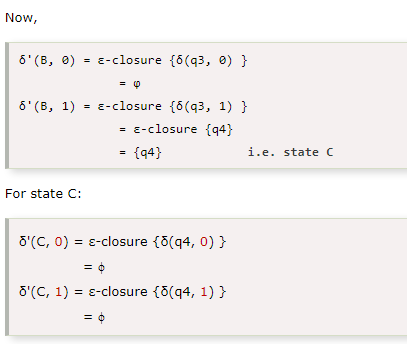 Now,
δ'(B, 0) = ε-closure {δ(q3, 0) }
= φ
δ'(B, 1) = ε-closure {δ(q3, 1) }
= ε-closure {q4}
= {q4} i.e. state C
For state C:
δ'(C, 0) = ε-closure {δ(q4, 0) }
= ϕ
δ'(C, 1) = ε-closure {δ(q4, 1) }
= ϕ